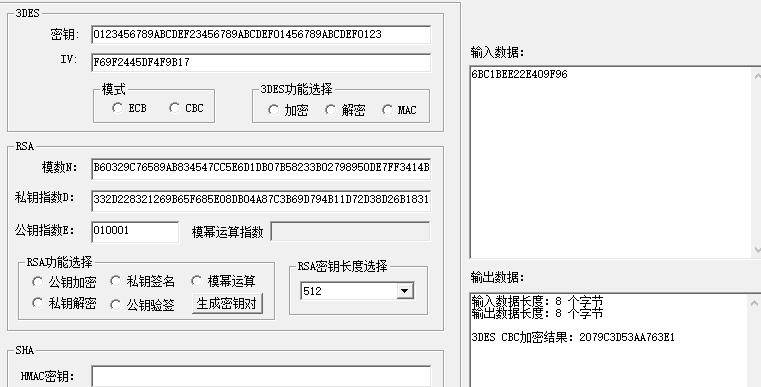 3DES
密钥: 0123456789ABCDEF23456789ABCDEF01456789ABCDEF0123
IV: F69F2445DF4F9B17
模式
ECB CBC
3DES功能选择
加密 解密 MAC
RSA
模数N: B60329C76589AB834547CC5E6D1DB07B58233B02798950DE7FF3414B
私钥指数D: 332D228321269B65F685E08DB04A87C3B69D794B11D72D38D26B1831
公钥指数E: 010001 模幂运算指数
RSA功能选择
公钥加密 私钥签名 模幂运算
私钥解密 公钥验签 生成密钥对
RSA密钥长度选择
512
SHA
HMAC密钥:
输入数据:
6BC1BEE22E409F96
输出数据:
输入数据长度: 8 个字节
输出数据长度: 8 个字节
3DES CBC加密结果: 2079C3D53AA763E1